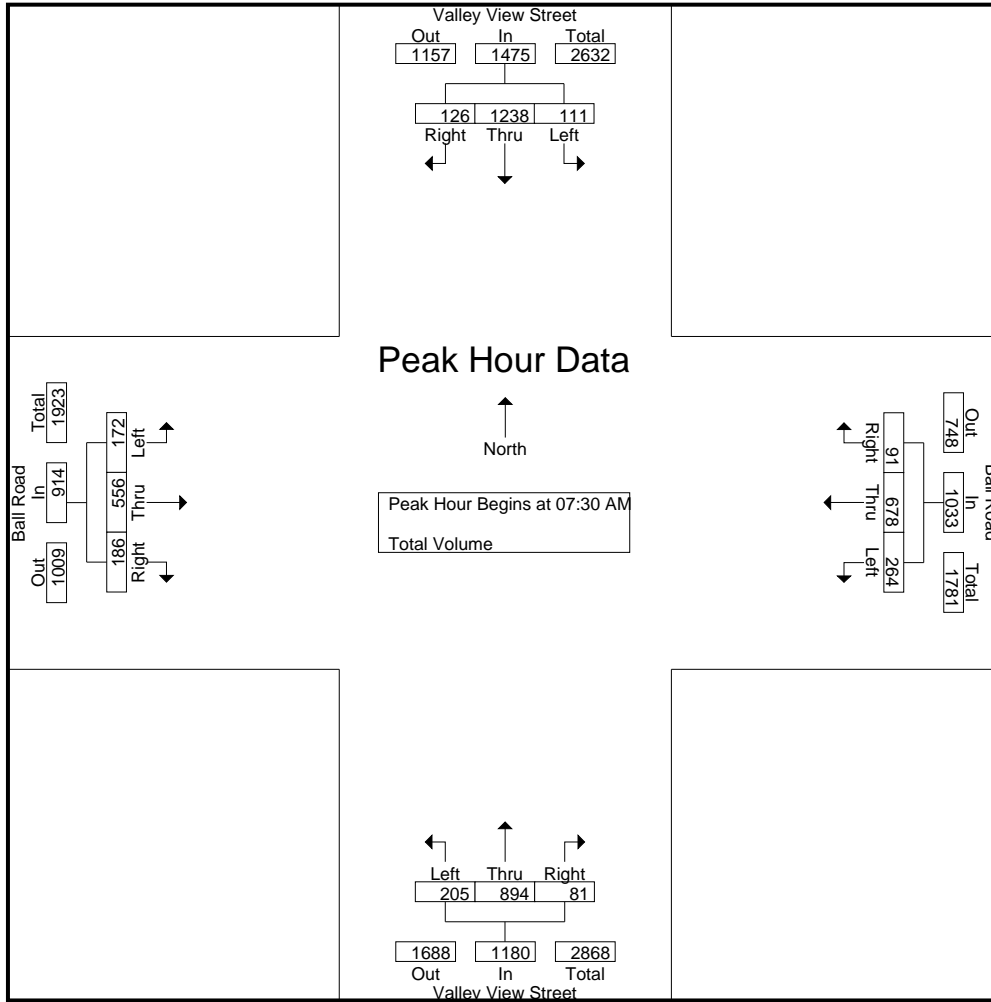 Valley View Street
Out In Total
1157 1475 2632
126 1238 111
Right Thru Left
Peak Hour Data
North
Peak Hour Begins at 07:30 AM
Total Volume
Ball Road
Out In Total
1009 914 1923
186 556 172
Right Thru Left
Ball Road
Out In Total
748 1033 1781
91 678 264
Right Thru Left
Left Thru Right
205 894 81
1688 1180 2868
Out In Total
Valley View Street